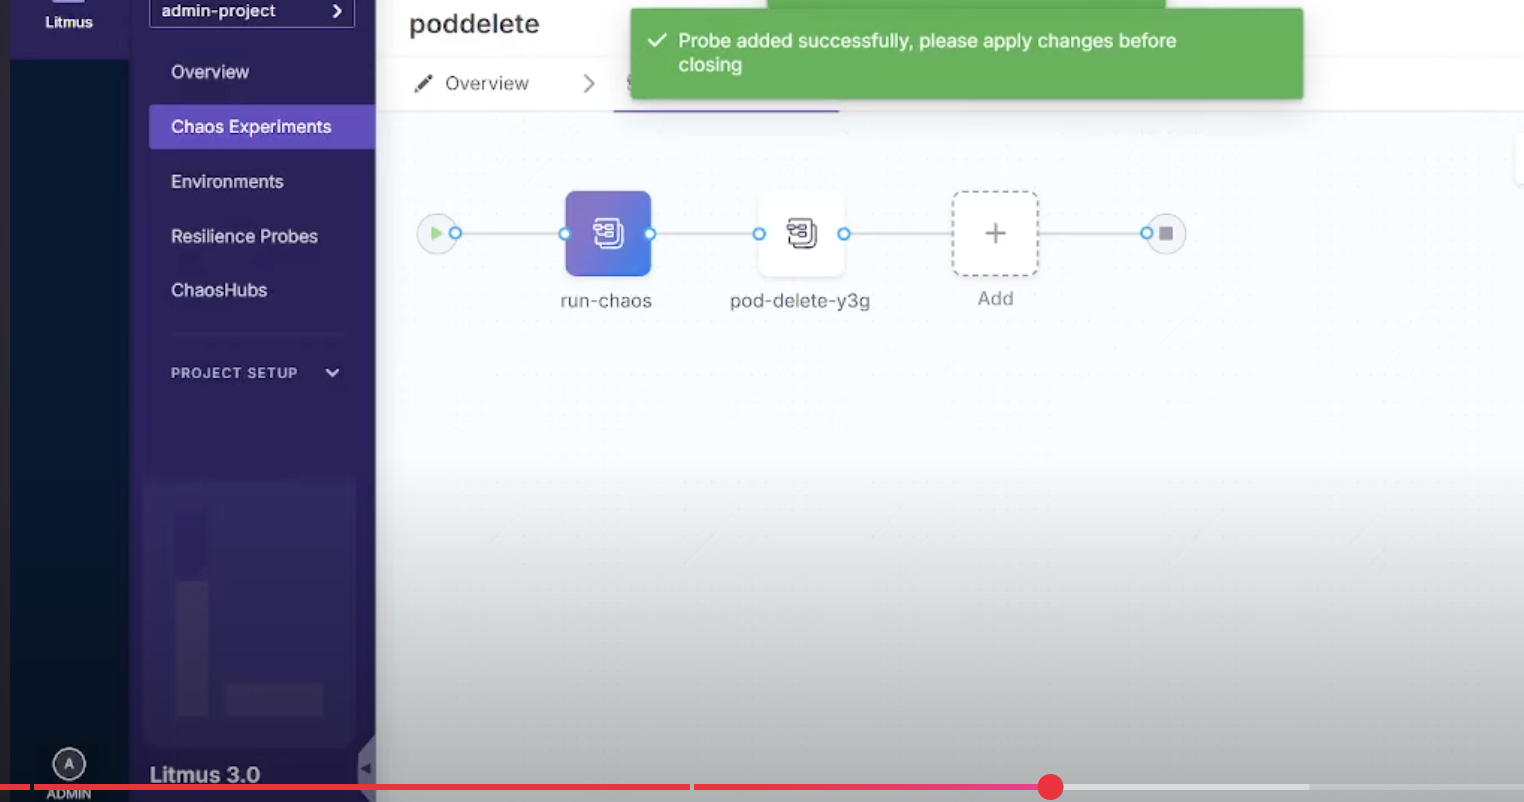 Litmus
admin-project
Overview
Chaos Experiments
Environments
Resilience Probes
ChaosHubs
PROJECT SETUP
Litmus 3.0
A
ADMIN
poddelete
Overview
Probe added successfully, please apply changes before
closing
run-chaos
pod-delete-y3g
Add